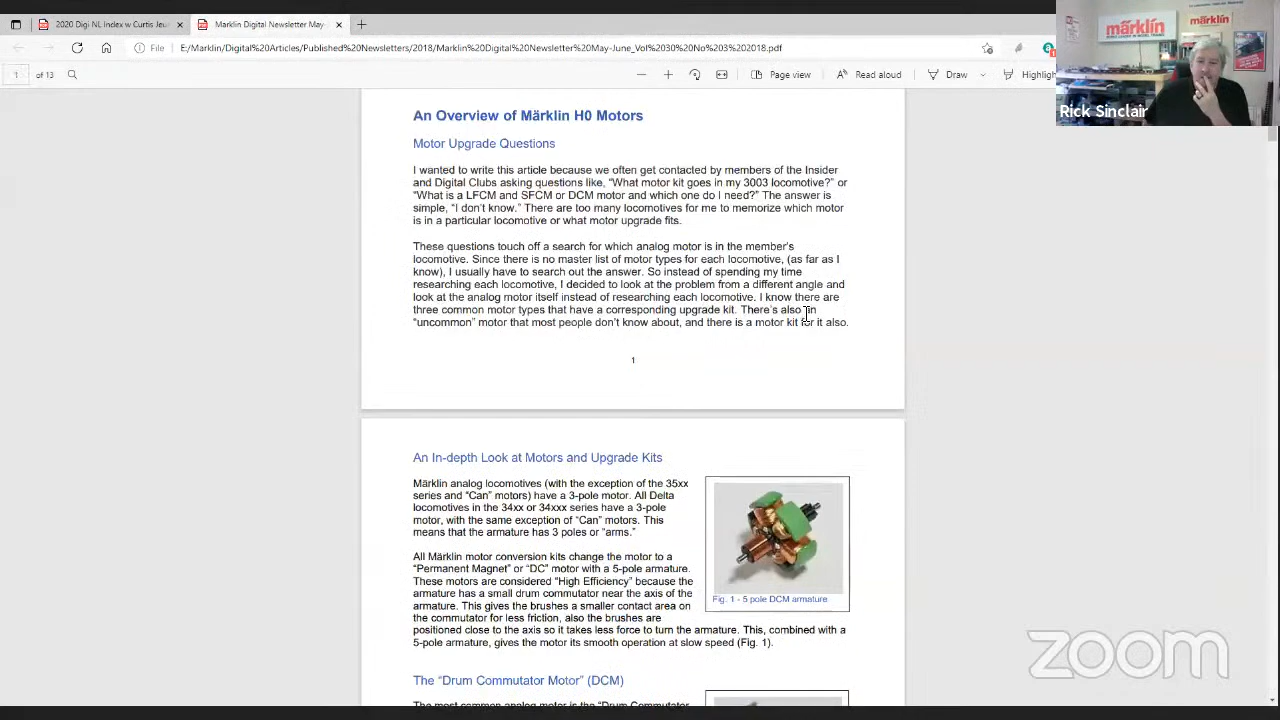 2020 Digi NL Index w Curtis Jeu
Märklin Digital Newsletter May-
File
E:/Marklin/Digital%20Articles/Published%20Newsletters/2018/Marklin%20Digital%20Newsletter%20May-June_Vol%2030%20No%203%202018.pdf
1 of 13
Page view
Read aloud
Draw
Highligh
märklin
märklin
Rick Sinclair
An Overview of Märklin H0 Motors
Motor Upgrade Questions
I wanted to write this article because we often get contacted by members of the Insider
and Digital Clubs asking questions like, “What motor kit goes in my 3003 locomotive?” or
“What is a LFCM and SFCM or DCM motor and which one do I need?” The answer is
simple, “I don’t know.” There are too many locomotives for me to memorize which motor
is in a particular locomotive or what motor upgrade fits.
These questions touch off a search for which analog motor is in the member’s
locomotive. Since there is no master list of motor types for each locomotive, (as far as I
know), I usually have to search out the answer. So instead of spending my time
researching each locomotive, I decided to look at the problem from a different angle and
look at the analog motor itself instead of researching each locomotive. I know there are
three common motor types that have a corresponding upgrade kit. There’s also in
“uncommon” motor that most people don’t know about, and there is a motor kit for it also.
1
An In-depth Look at Motors and Upgrade Kits
Märklin analog locomotives (with the exception of the 35xx
series and “Can” motors) have a 3-pole motor. All Delta
locomotives in the 34xx or 34xxx series have a 3-pole
motor, with the same exception of “Can” motors. This
means that the armature has 3 poles or “arms.”
All Märklin motor conversion kits change the motor to a
“Permanent Magnet” or “DC” motor with a 5-pole armature.
These motors are considered “High Efficiency” because the
armature has a small drum commutator near the axis of the
armature. This gives the brushes a smaller contact area on
the commutator for less friction, also the brushes are
positioned close to the axis so it takes less force to turn the armature. This, combined with a
5-pole armature, gives the motor its smooth operation at slow speed (Fig. 1).
Fig. 1 - 5 pole DCM armature
The “Drum Commutator Motor” (DCM)
The most common analog motor is the “Drum Commutator
zoom